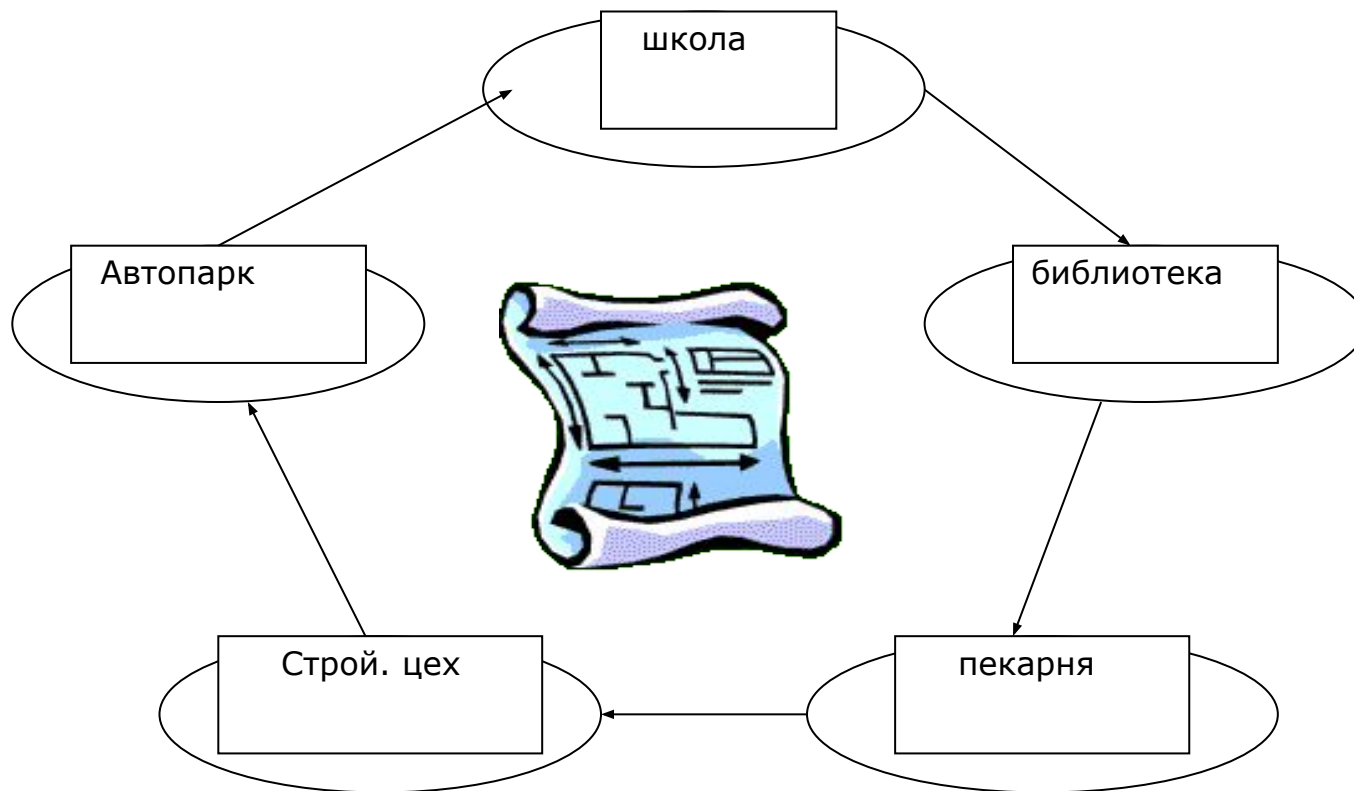 школа
Автопарк
библиотека
Строй. цех
пекарня